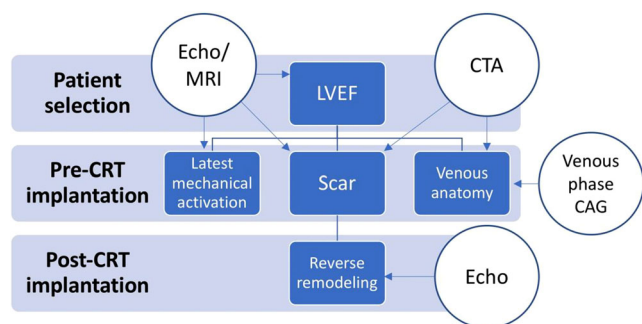 Echo/
MRI
CTA
Patient
selection
LVEF
Pre-CRT
implantation
Latest
mechanical
activation
Scar
Venous
anatomy
Venous
phase
CAG
Post-CRT
implantation
Reverse
remodeling
Echo